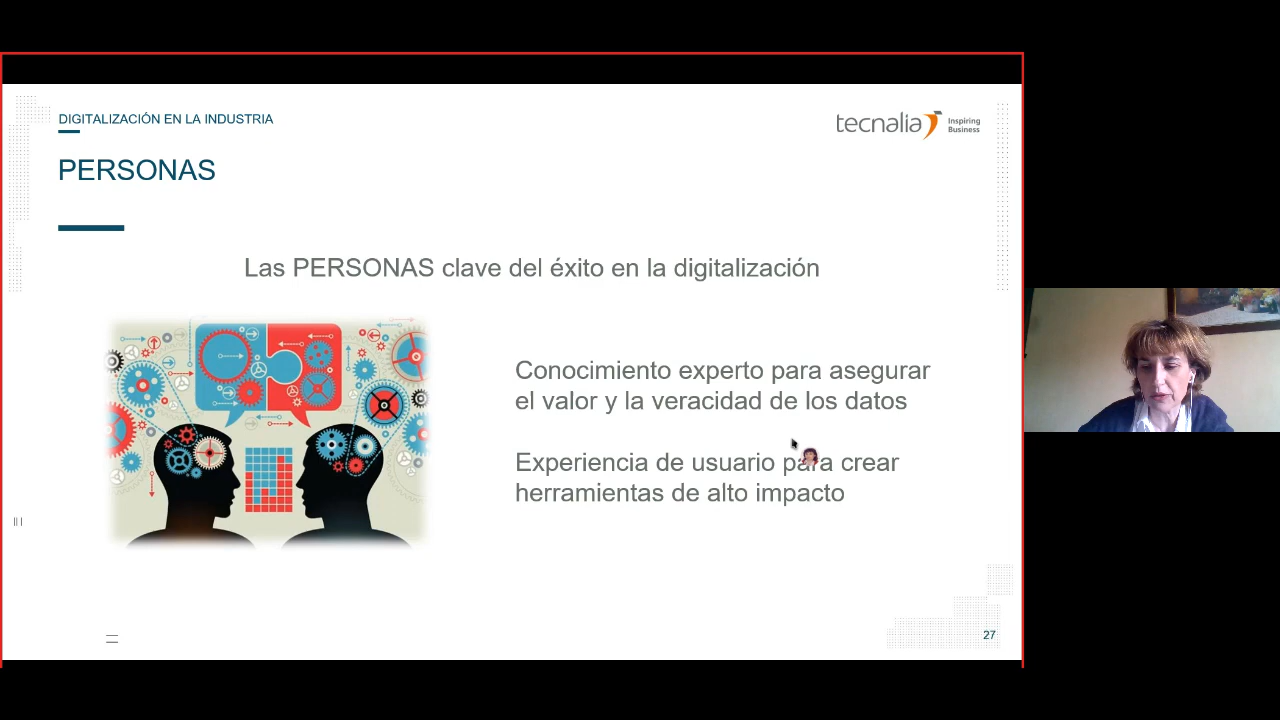 DIGITALIZACIÓN EN LA INDUSTRIA
tecnalia Inspiring
Business
PERSONAS
Las PERSONAS clave del éxito en la digitalización
Conocimiento experto para asegurar
el valor y la veracidad de los datos
Experiencia de usuario para crear
herramientas de alto impacto
27